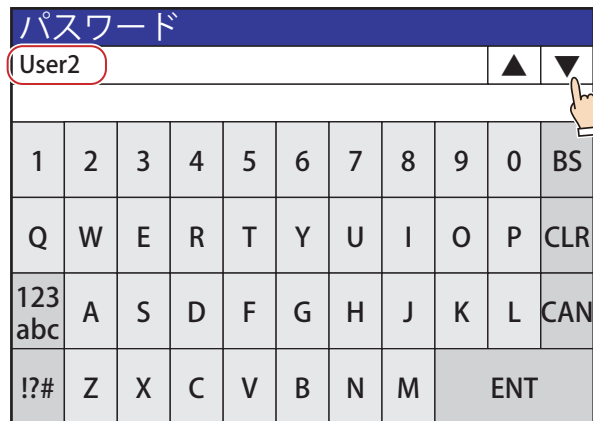 パスワード
User2 ▲ ▼
1 2 3 4 5 6 7 8 9 0 BS
Q W E R T Y U I O P CLR
123 abc A S D F G H J K L CAN
!?# Z X C V B N M ENT